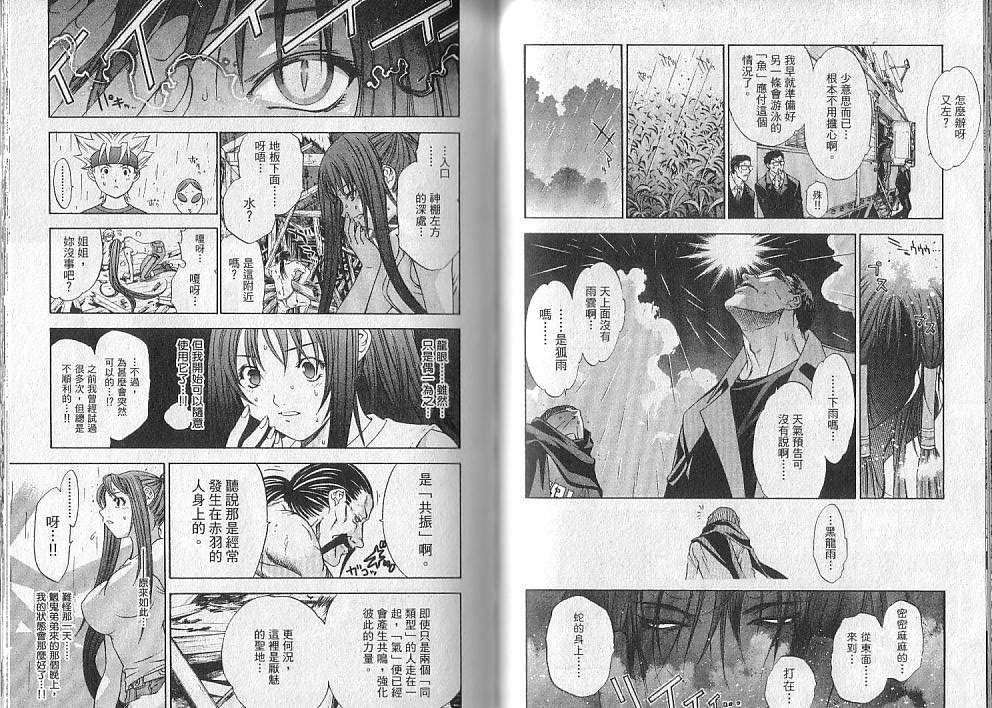 怎麼辦呀
又左?
少意思而已…
根本不用擔心啊。
我早就準備好
另一條會游泳的
「魚」應付這個
情況了。
殊!!
プス
プス
……下雨嗎…
天氣預告可
沒有說啊……
天上面沒有
雨雲啊…
……是狐雨
嗎……
…黑龍雨
…
密密麻麻的…
從東面…
來到…
打在…
蛇的身上……
パキッ…
…入口
神棚左方
的深處…
地板下面…
呀唔…
水?
是這附近
嗎?
………
嗄呀…
嗄呀…
姐姐,
妳沒事吧?
龍眼……雖然…
只是偶一為之…
但我開始可以隨意
使用它了…!!
…不過,
為甚麼會突然
可以的…!?
之前我曾經試過
很多次,但總是
不順利的…!!
是「共振」啊。
聽說那是經常
發生在赤羽的
人身上的。
ガコッ
原來如此…
………
呀…!!
難怪那一天……
魍鬼弟弟來的那個晚上,
我的狀態會那麼好了…!!
即使只是兩個「同
類型」的人走在一
起,「氣」便已經
會產生共鳴,強化
彼此的力量。
更何況,
這裡是厭魅
的聖地…